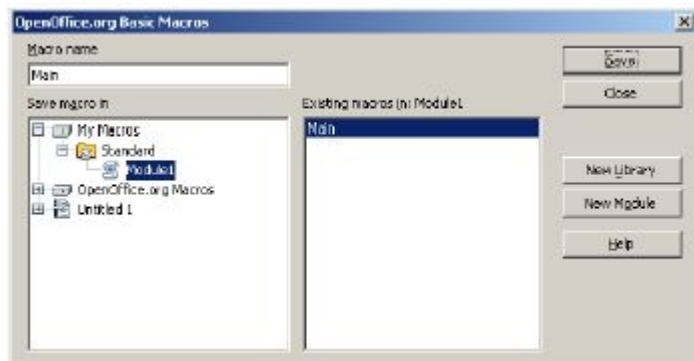 OpenOffice.org Basic Macros
Macro name
Main
Save macro in
My Macros
Standard
Module1
OpenOffice.org Macros
Untitled 1
Existing macros in: Module1
Main
Save
Close
New Library
New Module
Help